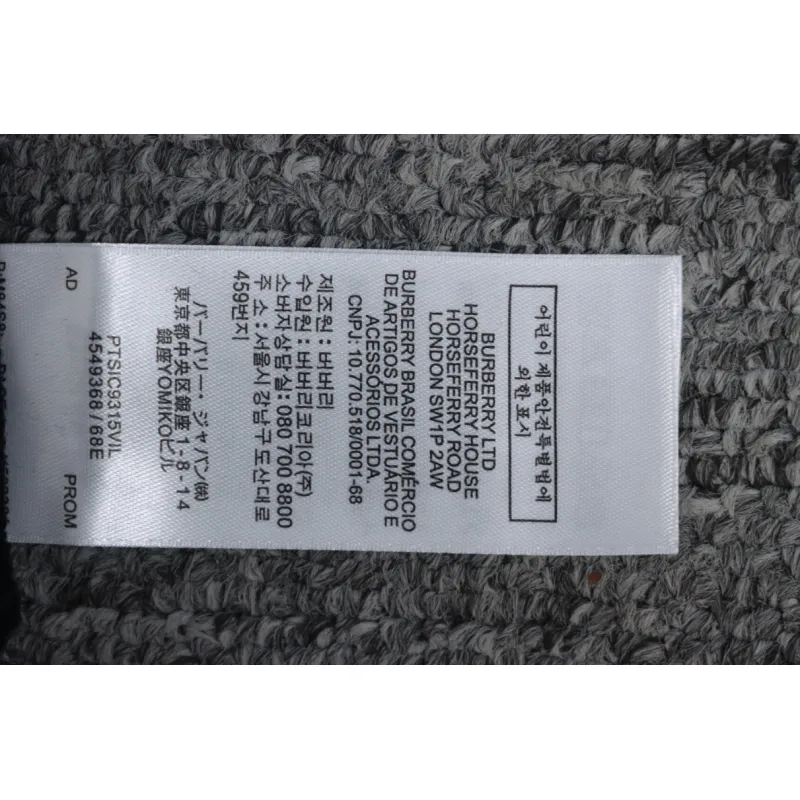 어린이 제품안전특별법에
의한 표시
BURBERRY LTD
HORSEFERRY HOUSE
HORSEFERRY ROAD
LONDON SW1P 2AW
BURBERRY BRASIL COMÉRCIO
DE ARTIGOS DE VESTUÁRIO E
ACESSÓRIOS LTDA.
CNPJ: 10.770.518/0001-68
제조원 : 버버리
수입원 : 버버리코리아(주)
소비자상담실: 080 700 8800
주 소 : 서울시 강남구 도산대로
459번지
バーバリー・ジャパン㈱
東京都中央区銀座 1 - 8 - 14
銀座YOMIKOビル
PTSIC9315VIL
4549368 / 68E
AD PROM